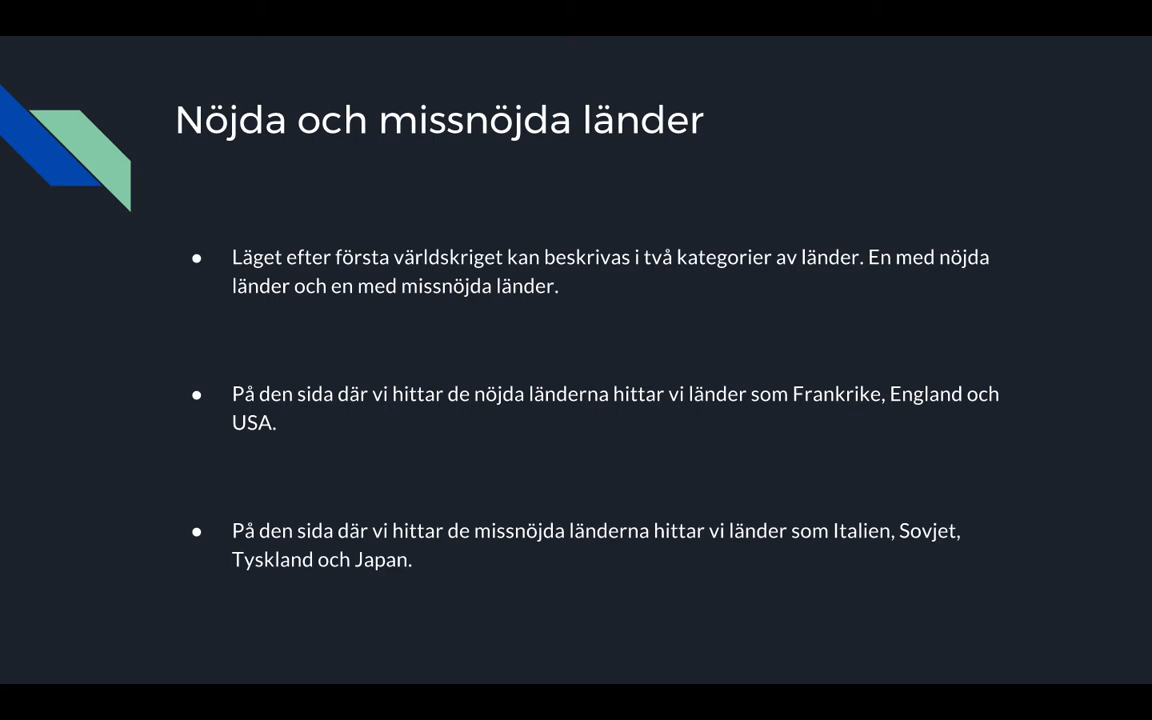 Nöjda och missnöjda länder
● Läget efter första världskriget kan beskrivas i två kategorier av länder. En med nöjda
länder och en med missnöjda länder.
● På den sida där vi hittar de nöjda länderna hittar vi länder som Frankrike, England och
USA.
● På den sida där vi hittar de missnöjda länderna hittar vi länder som Italien, Sovjet,
Tyskland och Japan.